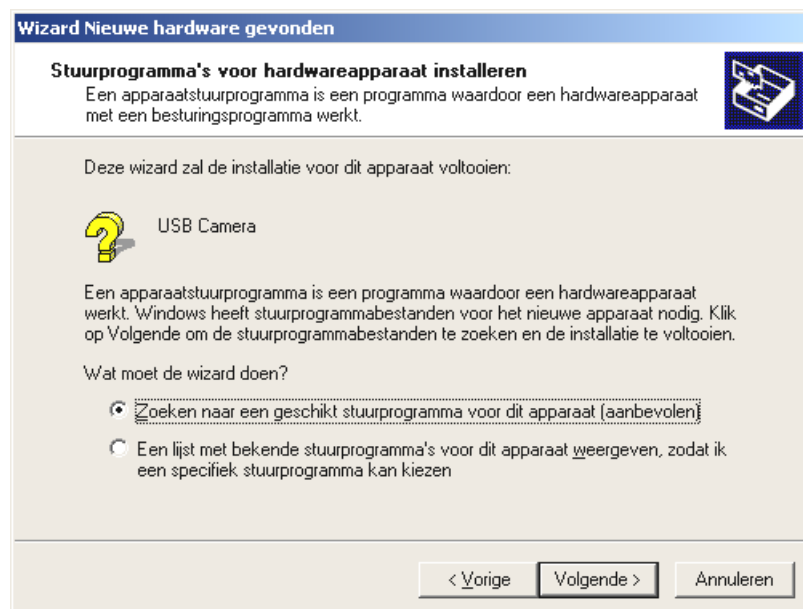 Wizard Nieuwe hardware gevonden
Stuurprogramma's voor hardwareapparaat installeren
Een apparaatstuurprogramma is een programma waardoor een hardwareapparaat
met een besturingsprogramma werkt.
Deze wizard zal de installatie voor dit apparaat voltooien:
USB Camera
Een apparaatstuurprogramma is een programma waardoor een hardwareapparaat
werkt. Windows heeft stuurprogrammabestanden voor het nieuwe apparaat nodig. Klik
op Volgende om de stuurprogrammabestanden te zoeken en de installatie te voltooien.
Wat moet de wizard doen?
Zoeken naar een geschikt stuurprogramma voor dit apparaat (aanbevolen)
Een lijst met bekende stuurprogramma's voor dit apparaat weergeven, zodat ik
een specifiek stuurprogramma kan kiezen
< Vorige
Volgende >
Annuleren